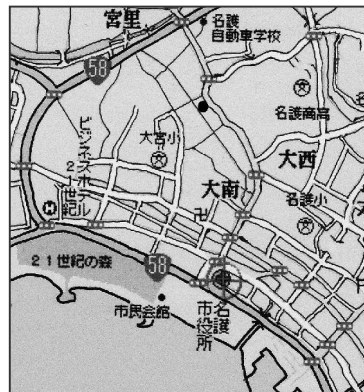 宮里
名護
自動車学校
58
名護商高
大宮小
大西
ビジネスホテル
21世紀
大南
名護小
21世紀の森
58
市民会館
名護
市役所